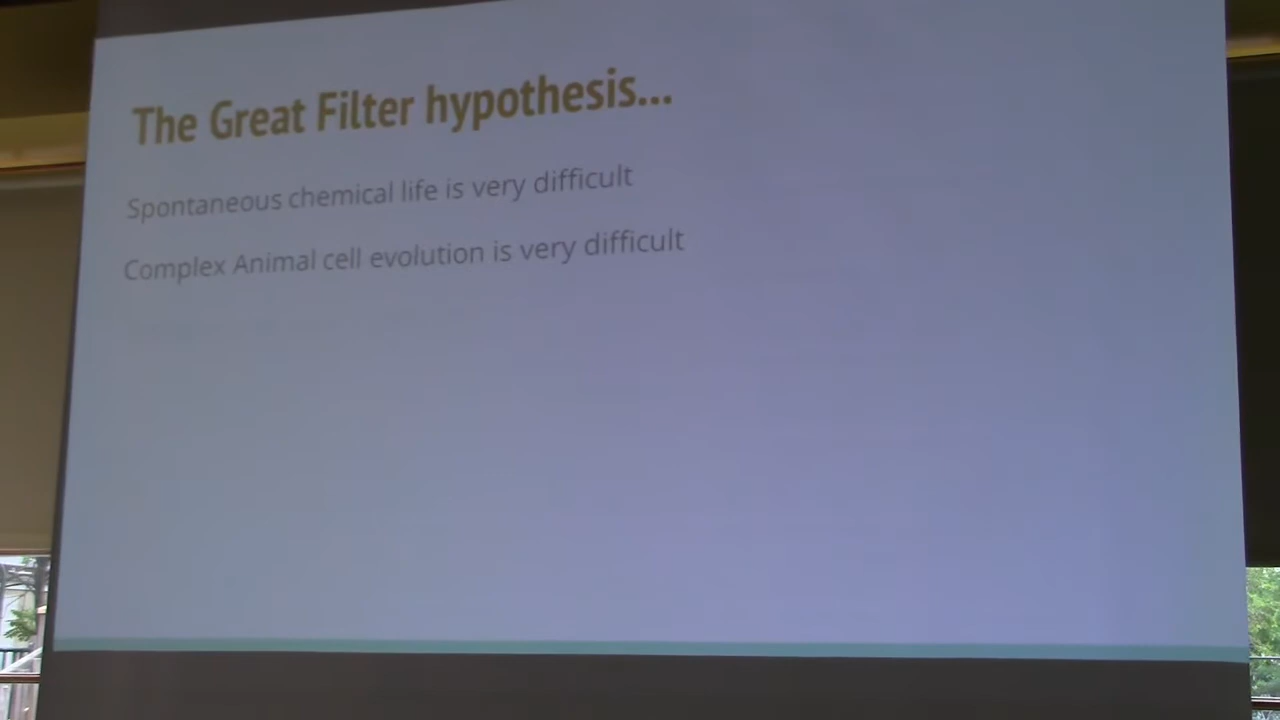 The Great Filter hypothesis...
Spontaneous chemical life is very difficult
Complex Animal cell evolution is very difficult